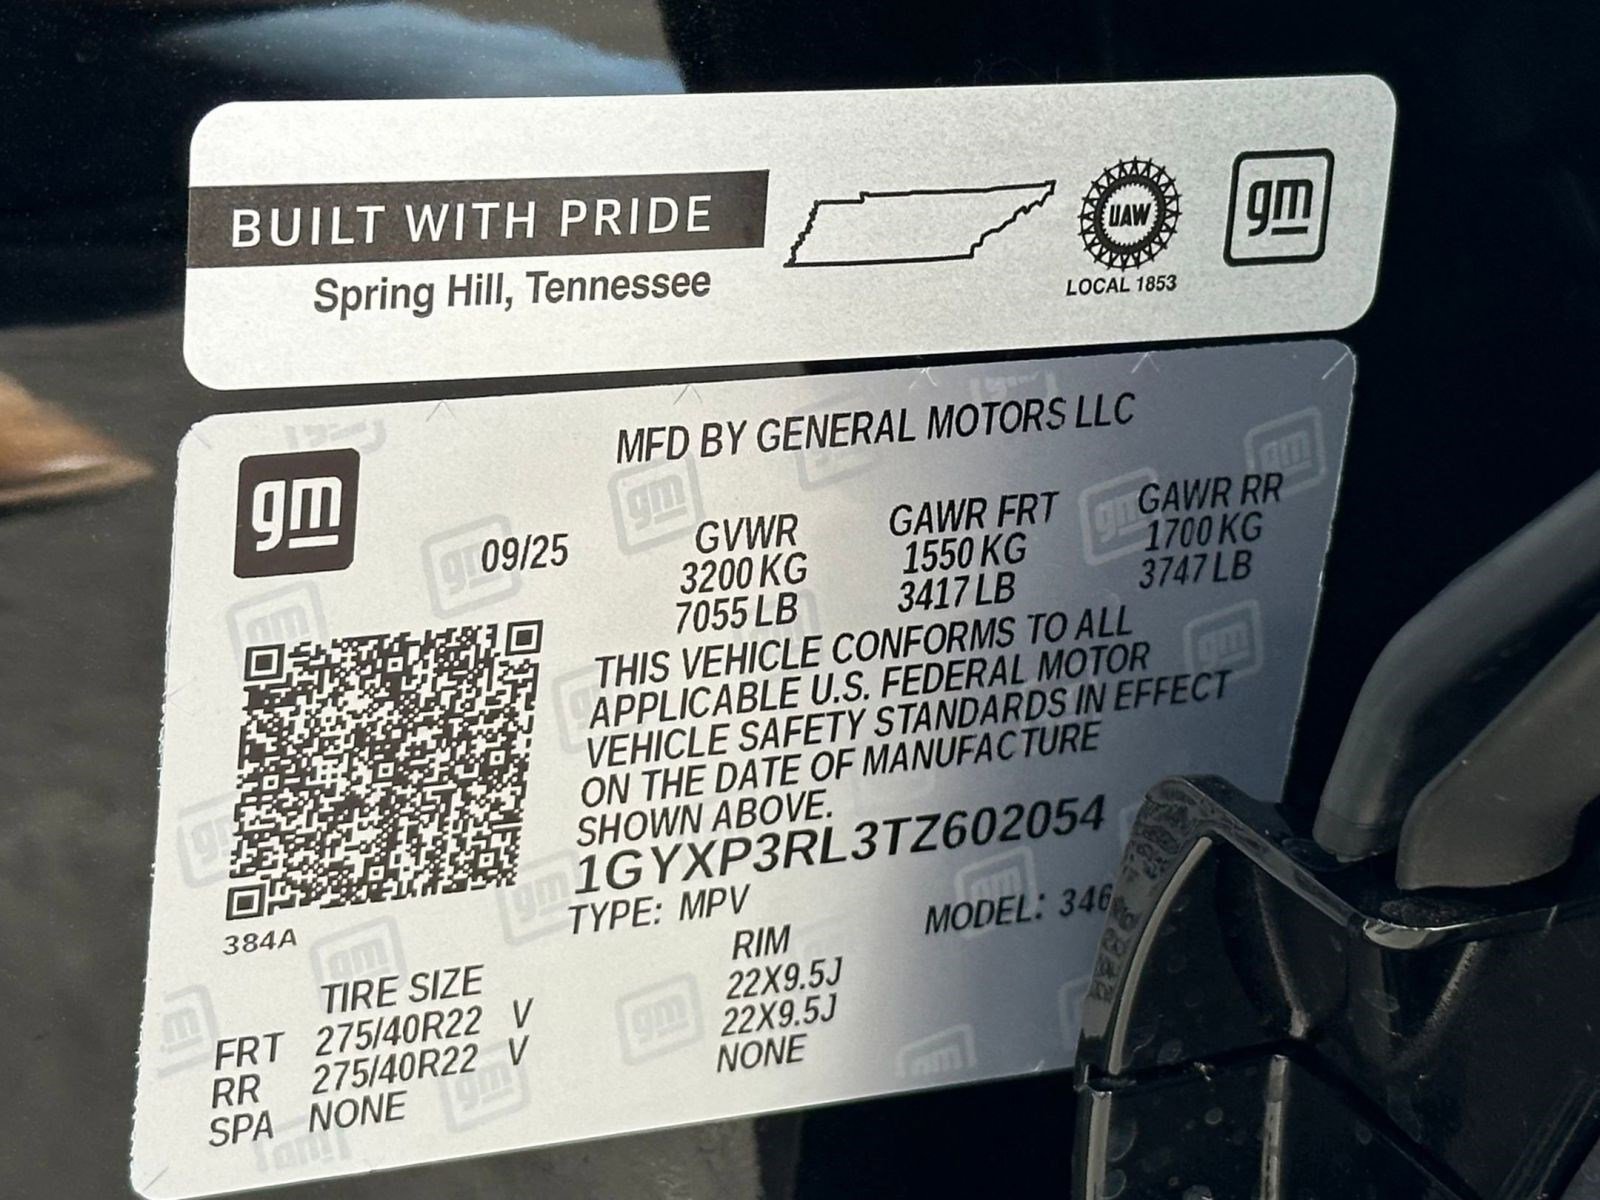 BUILT WITH PRIDE
Spring Hill, Tennessee
UAW
LOCAL 1853
gm
gm
MFD BY GENERAL MOTORS LLC
09/25
GVWR
3200 KG
7055 LB
GAWR FRT
1550 KG
3417 LB
GAWR RR
1700 KG
3747 LB
THIS VEHICLE CONFORMS TO ALL
APPLICABLE U.S. FEDERAL MOTOR
VEHICLE SAFETY STANDARDS IN EFFECT
ON THE DATE OF MANUFACTURE
SHOWN ABOVE.
1GYXP3RL3TZ602054
TYPE: MPV MODEL: 346
384A
TIRE SIZE RIM
FRT 275/40R22 V 22X9.5J
RR 275/40R22 V 22X9.5J
SPA NONE NONE